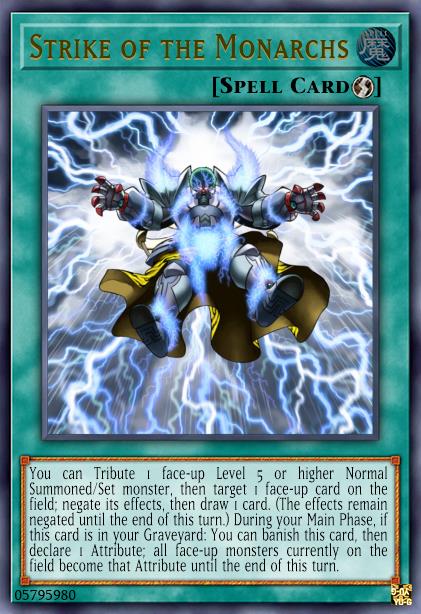 STRIKE OF THE MONARCHS
魔
[SPELL CARD]
You can Tribute 1 face-up Level 5 or higher Normal
Summoned/Set monster, then target 1 face-up card on the
field; negate its effects, then draw 1 card. (The effects remain
negated until the end of this turn.) During your Main Phase, if
this card is in your Graveyard: You can banish this card, then
declare 1 Attribute; all face-up monsters currently on the
field become that Attribute until the end of this turn.
05795980